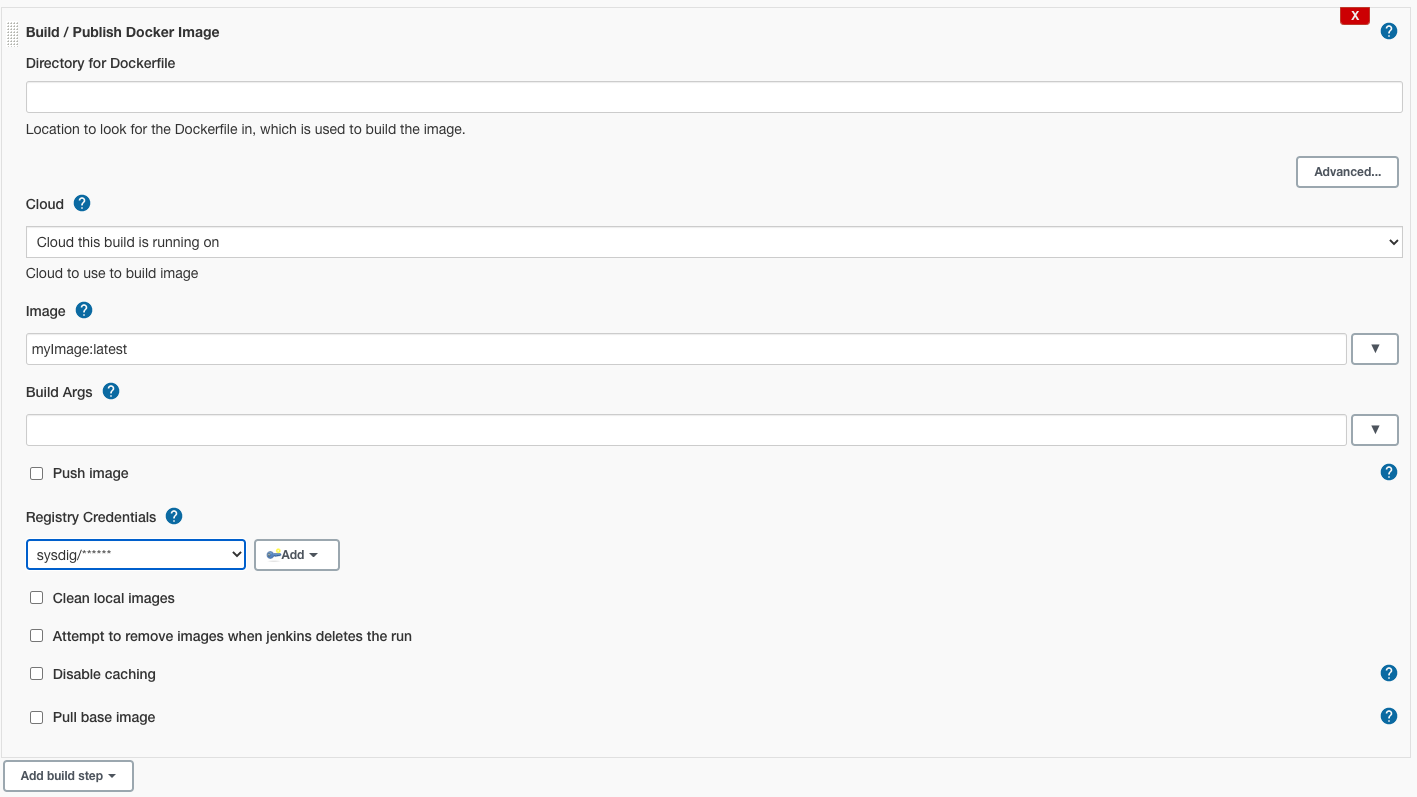 X
Build / Publish Docker Image
?
Directory for Dockerfile
Location to look for the Dockerfile in, which is used to build the image.
Advanced...
Cloud ?
Cloud this build is running on
Cloud to use to build image
Image ?
myImage:latest
Build Args ?
Push image ?
Registry Credentials ?
sysdig/****** Add
Clean local images
Attempt to remove images when jenkins deletes the run
Disable caching ?
Pull base image ?
Add build step